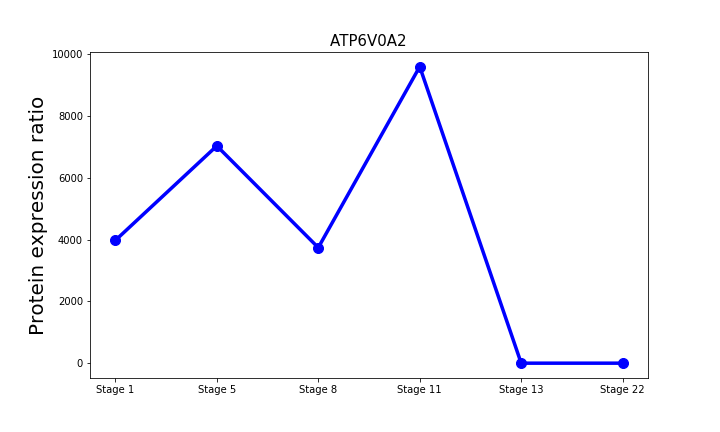 ATP6V0A2
Protein expression ratio
10000
8000
6000
4000
2000
0
Stage 1 Stage 5 Stage 8 Stage 11 Stage 13 Stage 22